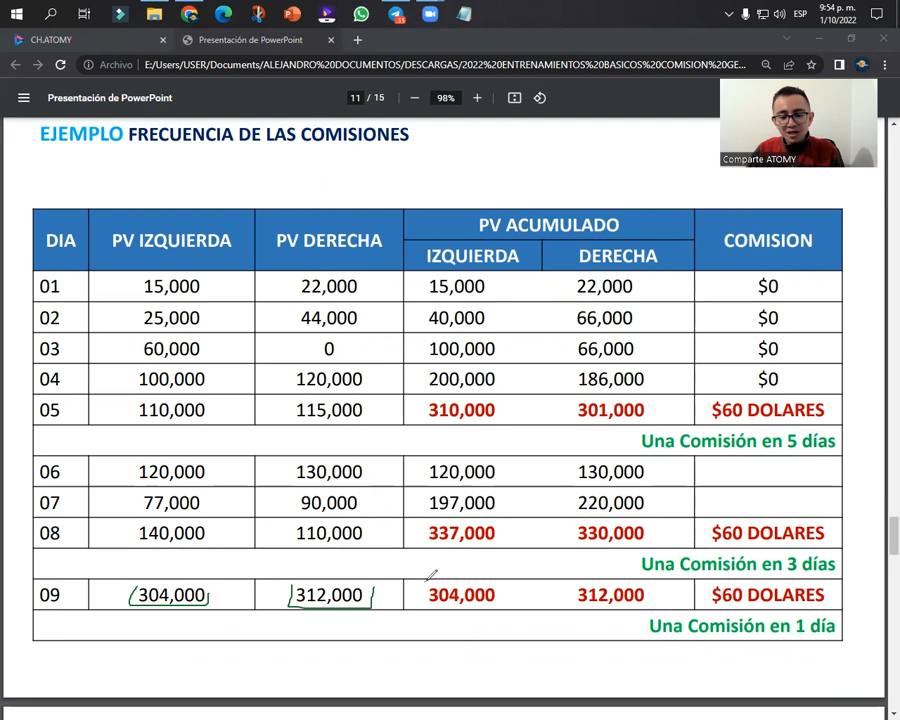 9:54 p. m.
ESP
1/10/2022
CH.ATOMY
Presentación de PowerPoint
Archivo
E:/Users/USER/Documents/ALEJANDRO%20DOCUMENTOS/DESCARGAS/2022%20ENTRENAMIENTOS%20BASICOS%20COMISION%20GE...
Presentación de PowerPoint
11 / 15
98%
EJEMPLO FRECUENCIA DE LAS COMISIONES
Comparte ATOMY
DIA PV IZQUIERDA PV DERECHA PV ACUMULADO COMISION
IZQUIERDA DERECHA
01 15,000 22,000 15,000 22,000 $0
02 25,000 44,000 40,000 66,000 $0
03 60,000 0 100,000 66,000 $0
04 100,000 120,000 200,000 186,000 $0
05 110,000 115,000 310,000 301,000 $60 DOLARES
Una Comisión en 5 días
06 120,000 130,000 120,000 130,000
07 77,000 90,000 197,000 220,000
08 140,000 110,000 337,000 330,000 $60 DOLARES
Una Comisión en 3 días
09 304,000 312,000 304,000 312,000 $60 DOLARES
Una Comisión en 1 día